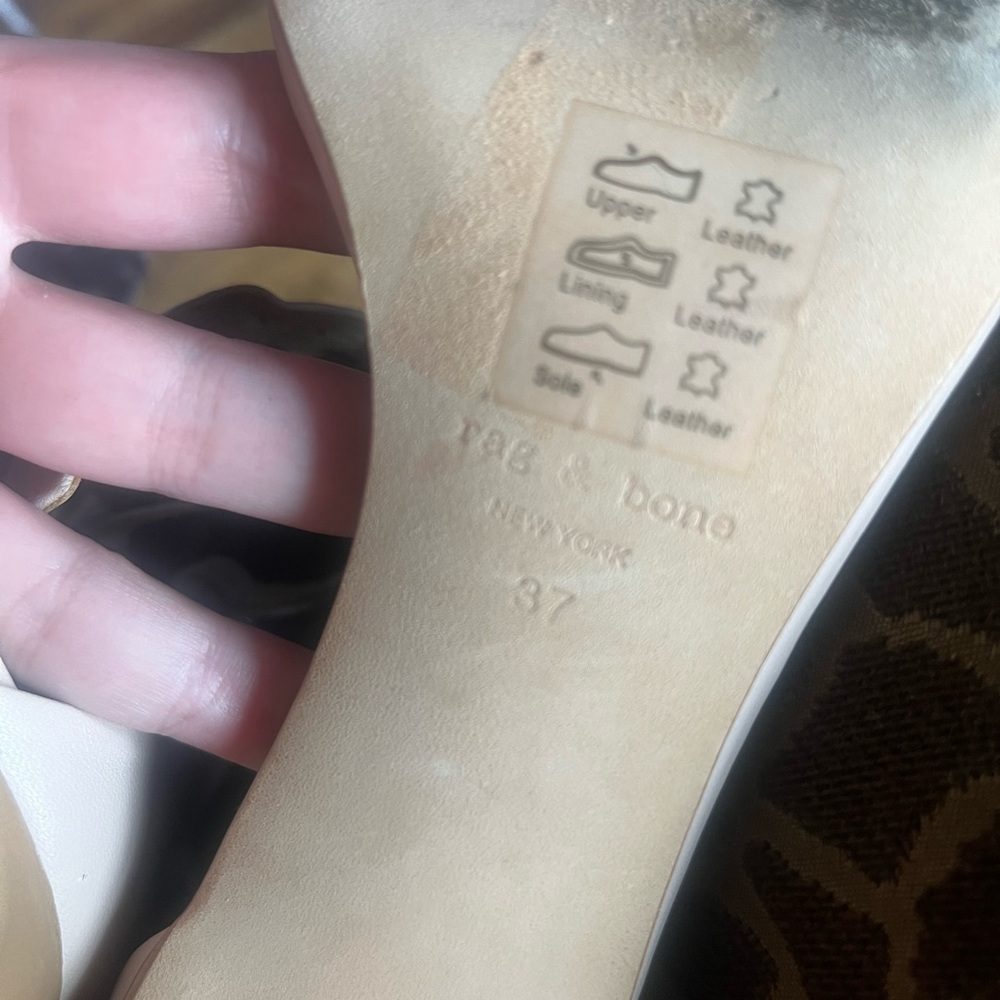 Upper Leather
Lining Leather
Sole Leather
rag & bone
NEW YORK
37